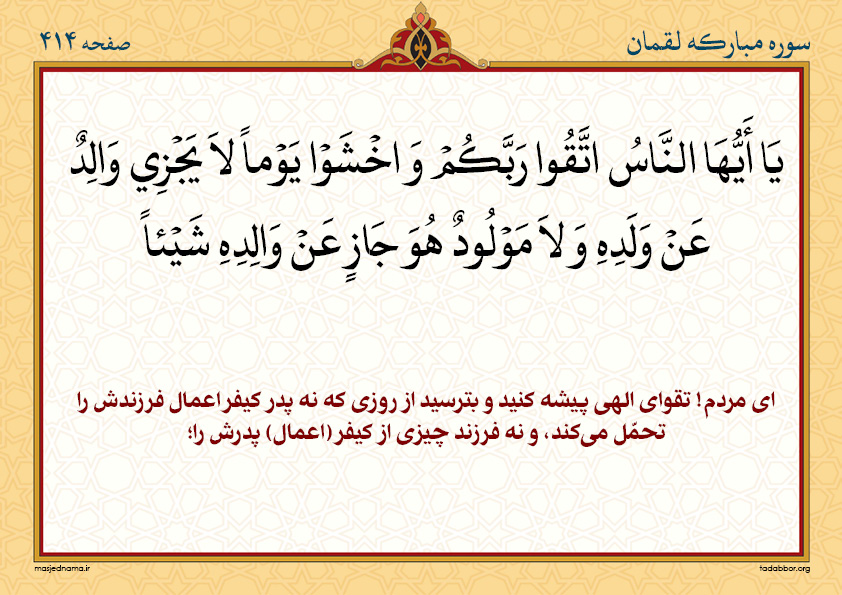 سوره مبارکه لقمان
صفحه ۴۱۴
يَا أَيُّهَا النَّاسُ اتَّقُوا رَبَّكُمْ وَ اخْشَوْا يَوْماً لاَ يَجْزِي وَالِدٌ
عَنْ وَلَدِهِ وَ لاَ مَوْلُودٌ هُوَ جَازٍ عَنْ وَالِدِهِ شَيْئاً
ای مردم! تقوای الهی پیشه کنید و بترسید از روزی که نه پدر کیفر اعمال فرزندش را
تحمّل می‌کند، و نه فرزند چیزی از کیفر (اعمال) پدرش را؛
masjednama.ir
tadabbor.org